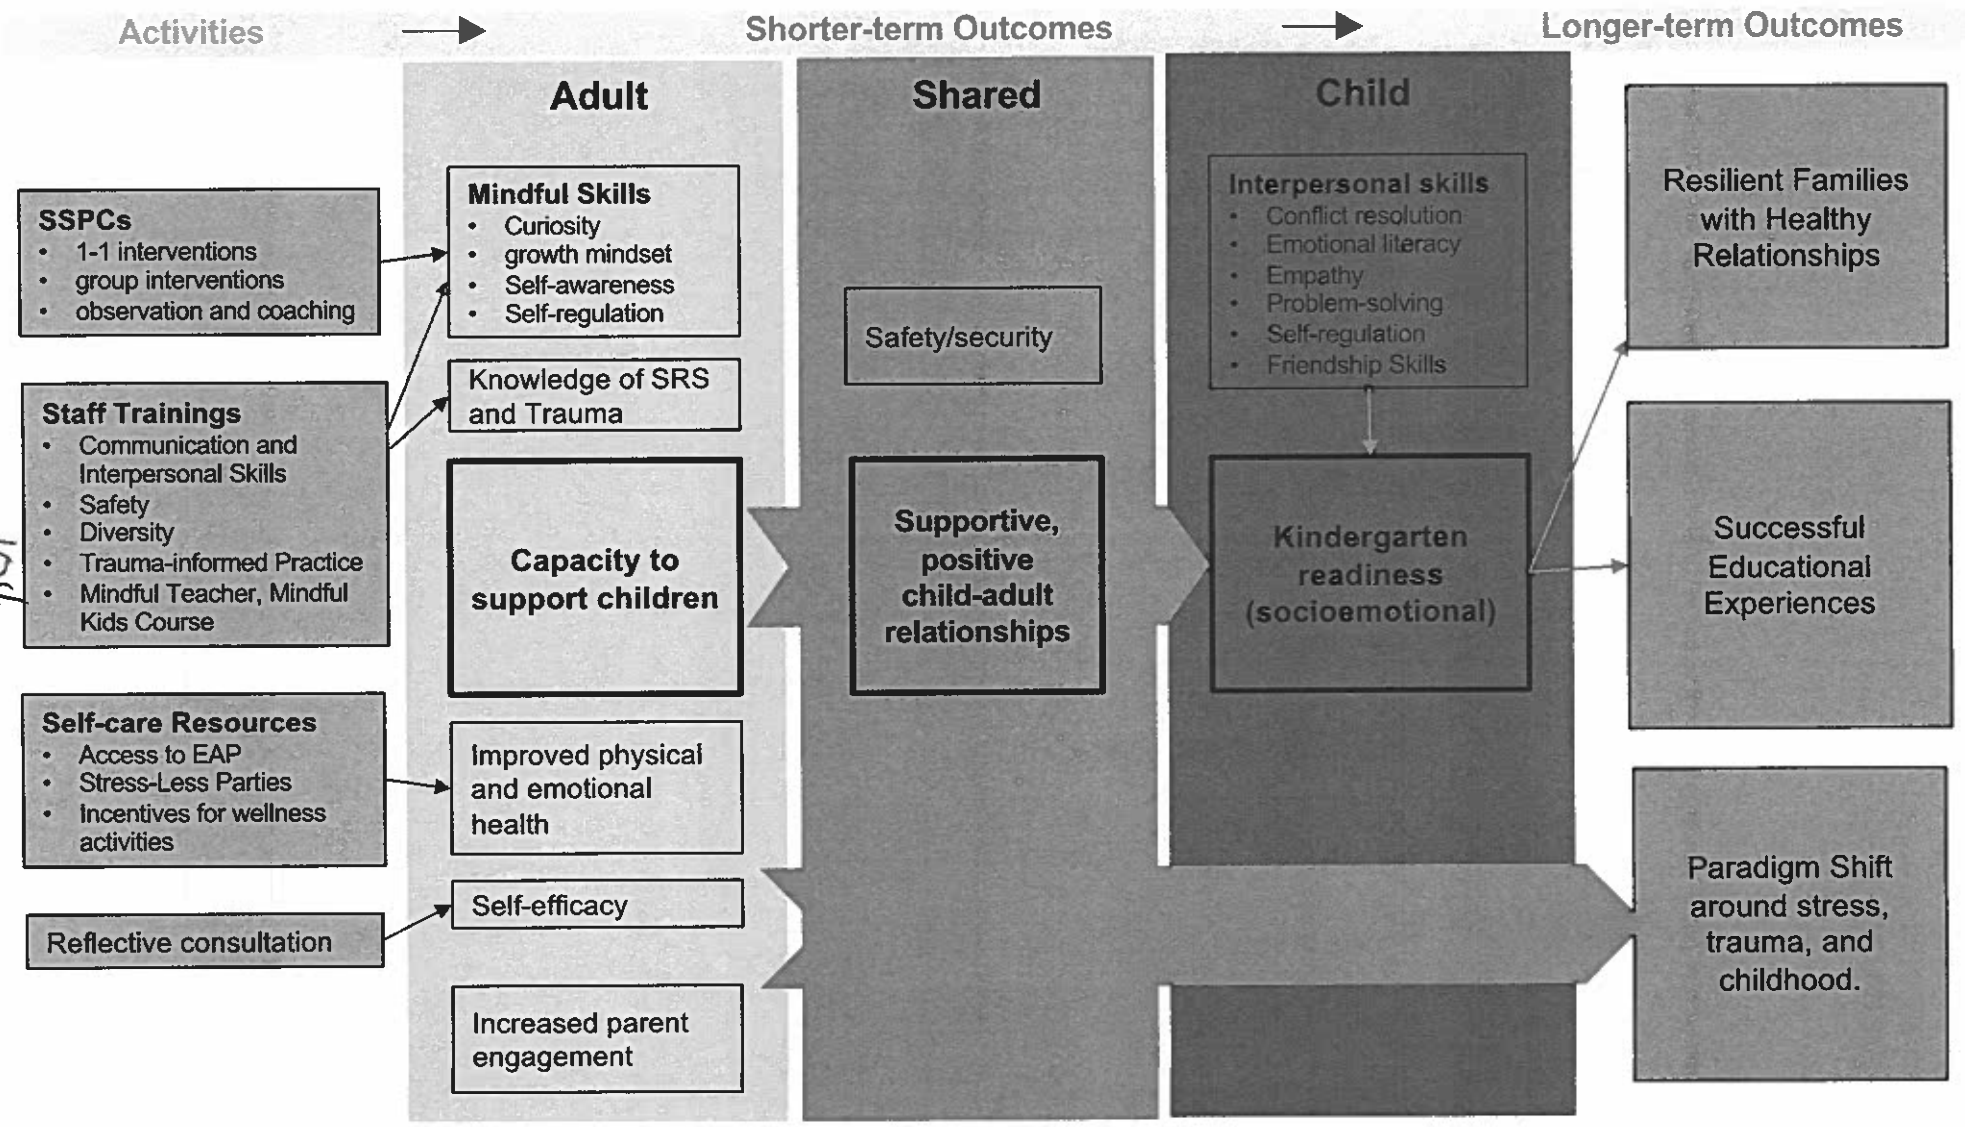 Activities
Shorter-term Outcomes
Longer-term Outcomes
Adult
Shared
Child
SSPCs
• 1-1 interventions
• group interventions
• observation and coaching
Staff Trainings
• Communication and
Interpersonal Skills
• Safety
• Diversity
• Trauma-informed Practice
• Mindful Teacher, Mindful
Kids Course
Self-care Resources
• Access to EAP
• Stress-Less Parties
• Incentives for wellness
activities
Reflective consultation
Mindful Skills
• Curiosity
• growth mindset
• Self-awareness
• Self-regulation
Knowledge of SRS
and Trauma
Capacity to
support children
Improved physical
and emotional
health
Self-efficacy
Increased parent
engagement
Safety/security
Supportive,
positive
child-adult
relationships
Interpersonal skills
• Conflict resolution
• Emotional literacy
• Empathy
• Problem-solving
• Self-regulation
• Friendship Skills
Kindergarten
readiness
(socioemotional)
Resilient Families
with Healthy
Relationships
Successful
Educational
Experiences
Paradigm Shift
around stress,
trauma, and
childhood.